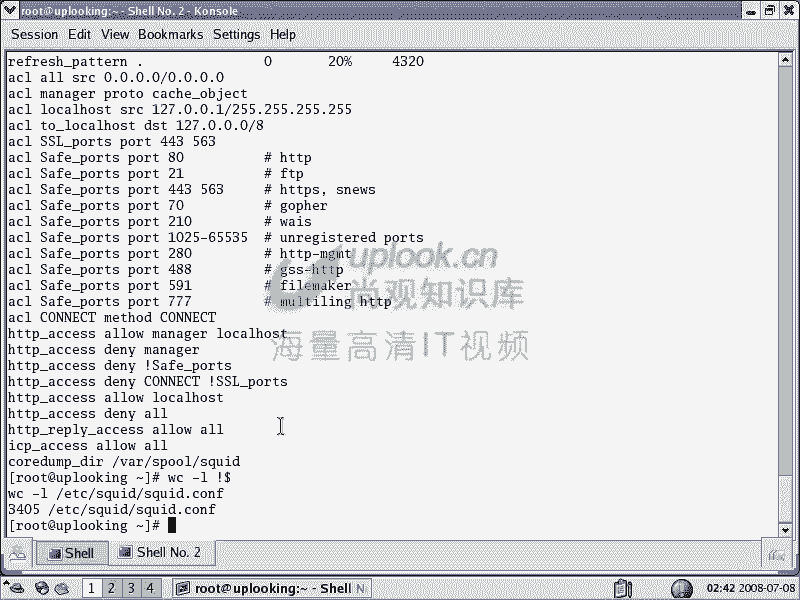 root@uplooking:~ - Shell No. 2 - Konsole
Session Edit View Bookmarks Settings Help
refresh_pattern . 0 20% 4320
acl all src 0.0.0.0/0.0.0.0
acl manager proto cache_object
acl localhost src 127.0.0.1/255.255.255.255
acl to_localhost dst 127.0.0.0/8
acl SSL_ports port 443 563
acl Safe_ports port 80 # http
acl Safe_ports port 21 # ftp
acl Safe_ports port 443 563 # https, snews
acl Safe_ports port 70 # gopher
acl Safe_ports port 210 # wais
acl Safe_ports port 1025-65535 # unregistered ports
acl Safe_ports port 280 # http-mgmt
acl Safe_ports port 488 # gss-http
acl Safe_ports port 591 # filemaker
acl Safe_ports port 777 # multiling http
acl CONNECT method CONNECT
http_access allow manager localhost
http_access deny manager
http_access deny !Safe_ports
http_access deny CONNECT !SSL_ports
http_access allow localhost
http_access deny all
http_reply_access allow all
icp_access allow all
coredump_dir /var/spool/squid
[root@uplooking ~]# wc -l !$
wc -l /etc/squid/squid.conf
3405 /etc/squid/squid.conf
[root@uplooking ~]#
uplook.cn
尚观知识库
海量高清IT视频
Shell Shell No. 2
1 2 3 4 root@uplooking:~ - Shell N 02:42 2008-07-08